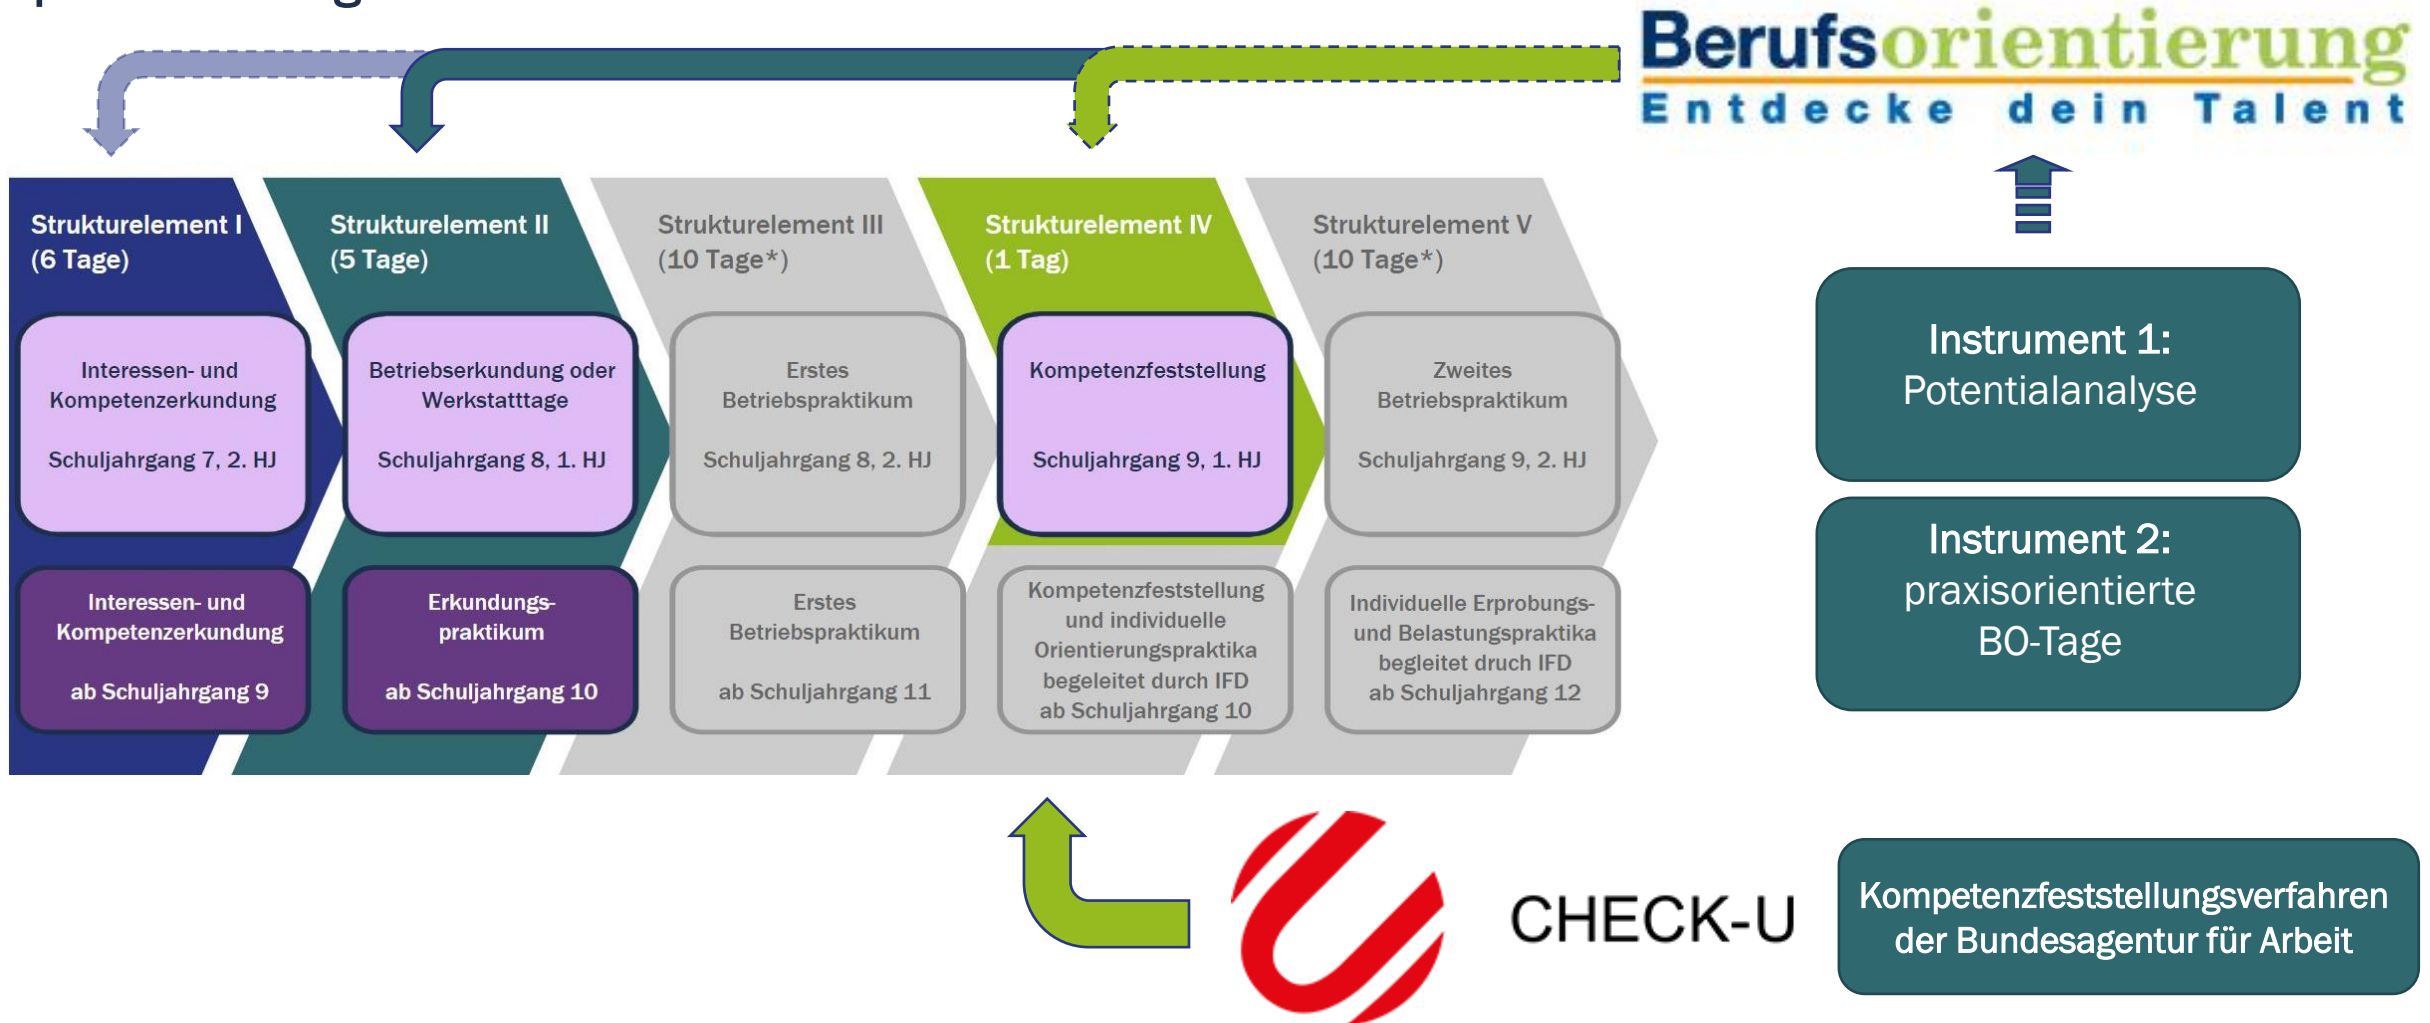 Berufsorientierung
Entdecke dein Talent
Strukturelement I
(6 Tage)
Strukturelement II
(5 Tage)
Strukturelement III
(10 Tage*)
Strukturelement IV
(1 Tag)
Strukturelement V
(10 Tage*)
Interessen- und
Kompetenzerkundung
Schuljahrgang 7, 2. HJ
Betriebserkundung oder
Werkstatttage
Schuljahrgang 8, 1. HJ
Erstes
Betriebspraktikum
Schuljahrgang 8, 2. HJ
Kompetenzfeststellung
Schuljahrgang 9, 1. HJ
Zweites
Betriebspraktikum
Schuljahrgang 9, 2. HJ
Interessen- und
Kompetenzerkundung
ab Schuljahrgang 9
Erkundungs-
praktikum
ab Schuljahrgang 10
Erstes
Betriebspraktikum
ab Schuljahrgang 11
Kompetenzfeststellung
und individuelle
Orientierungspraktika
begeleitet durch IFD
ab Schuljahrgang 10
Individuelle Erprobungs-
und Belastungspraktika
begleitet druch IFD
ab Schuljahrgang 12
Instrument 1:
Potentialanalyse
Instrument 2:
praxisorientierte
BO-Tage
CHECK-U
Kompetenzfeststellungsverfahren
der Bundesagentur für Arbeit